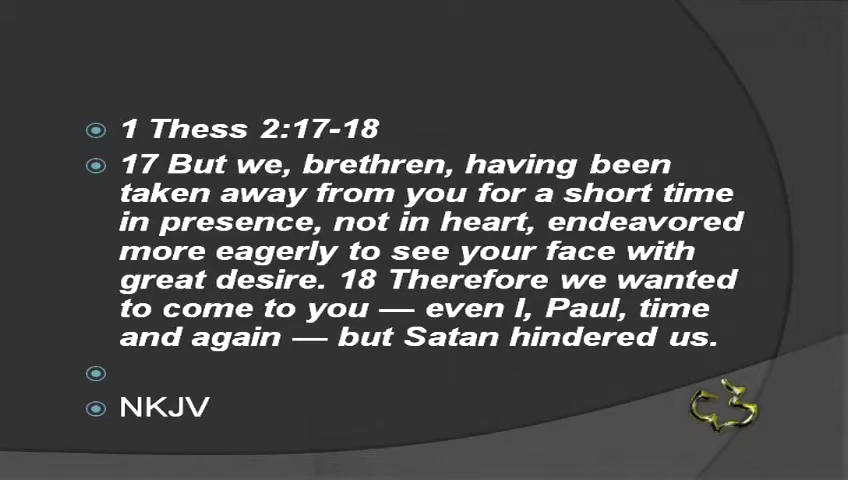 1 Thess 2:17-18
17 But we, brethren, having been
taken away from you for a short time
in presence, not in heart, endeavored
more eagerly to see your face with
great desire. 18 Therefore we wanted
to come to you — even I, Paul, time
and again — but Satan hindered us.
NKJV